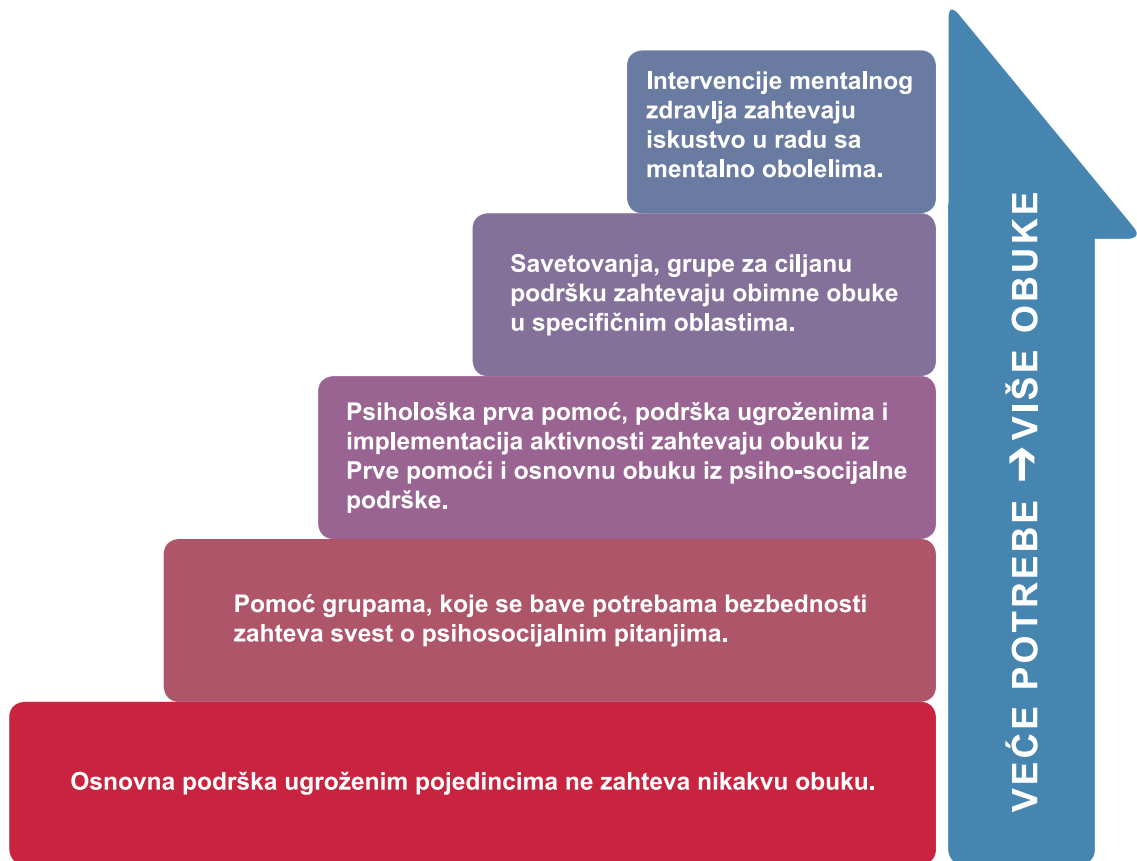 Intervencije mentalnog
zdravlja zahtevaju
iskustvo u radu sa
mentalno obolelima.
Savetovanja, grupe za ciljanu
podršku zahtevaju obimne obuke
u specifičnim oblastima.
Psihološka prva pomoć, podrška ugroženima i
implementacija aktivnosti zahtevaju obuku iz
Prve pomoći i osnovnu obuku iz psiho-socijalne
podrške.
Pomoć grupama, koje se bave potrebama bezbednosti
zahteva svest o psihosocijalnim pitanjima.
Osnovna podrška ugroženim pojedincima ne zahteva nikakvu obuku.
VEĆE POTREBE → VIŠE OBUKE